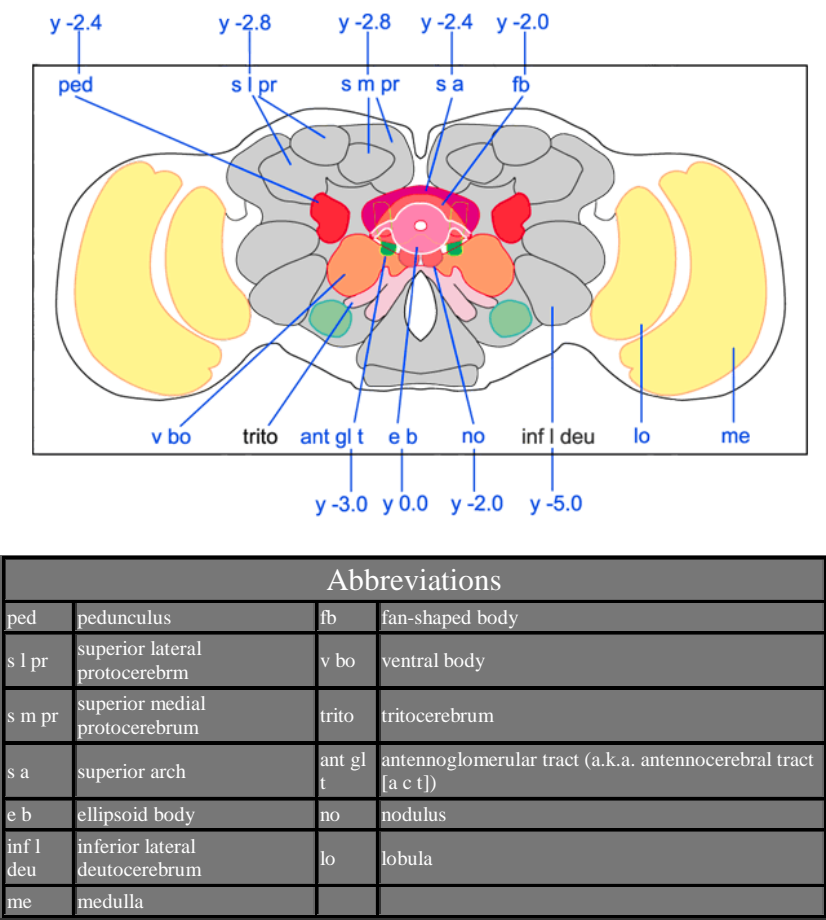 y -2.4 y -2.8 y -2.8 y -2.4 y -2.0
ped s l pr s m pr s a fb
v bo trito ant gl t e b no inf l deu lo me
y -3.0 y 0.0 y -2.0 y -5.0
Abbreviations
ped pedunculus fb fan-shaped body
s l pr superior lateral protocerebrm v bo ventral body
s m pr superior medial protocerebrum trito tritocerebrum
s a superior arch ant gl t antennoglomerular tract (a.k.a. antennocerebral tract [a c t])
e b ellipsoid body no nodulus
inf l deu inferior lateral deutocerebrum lo lobula
me medulla